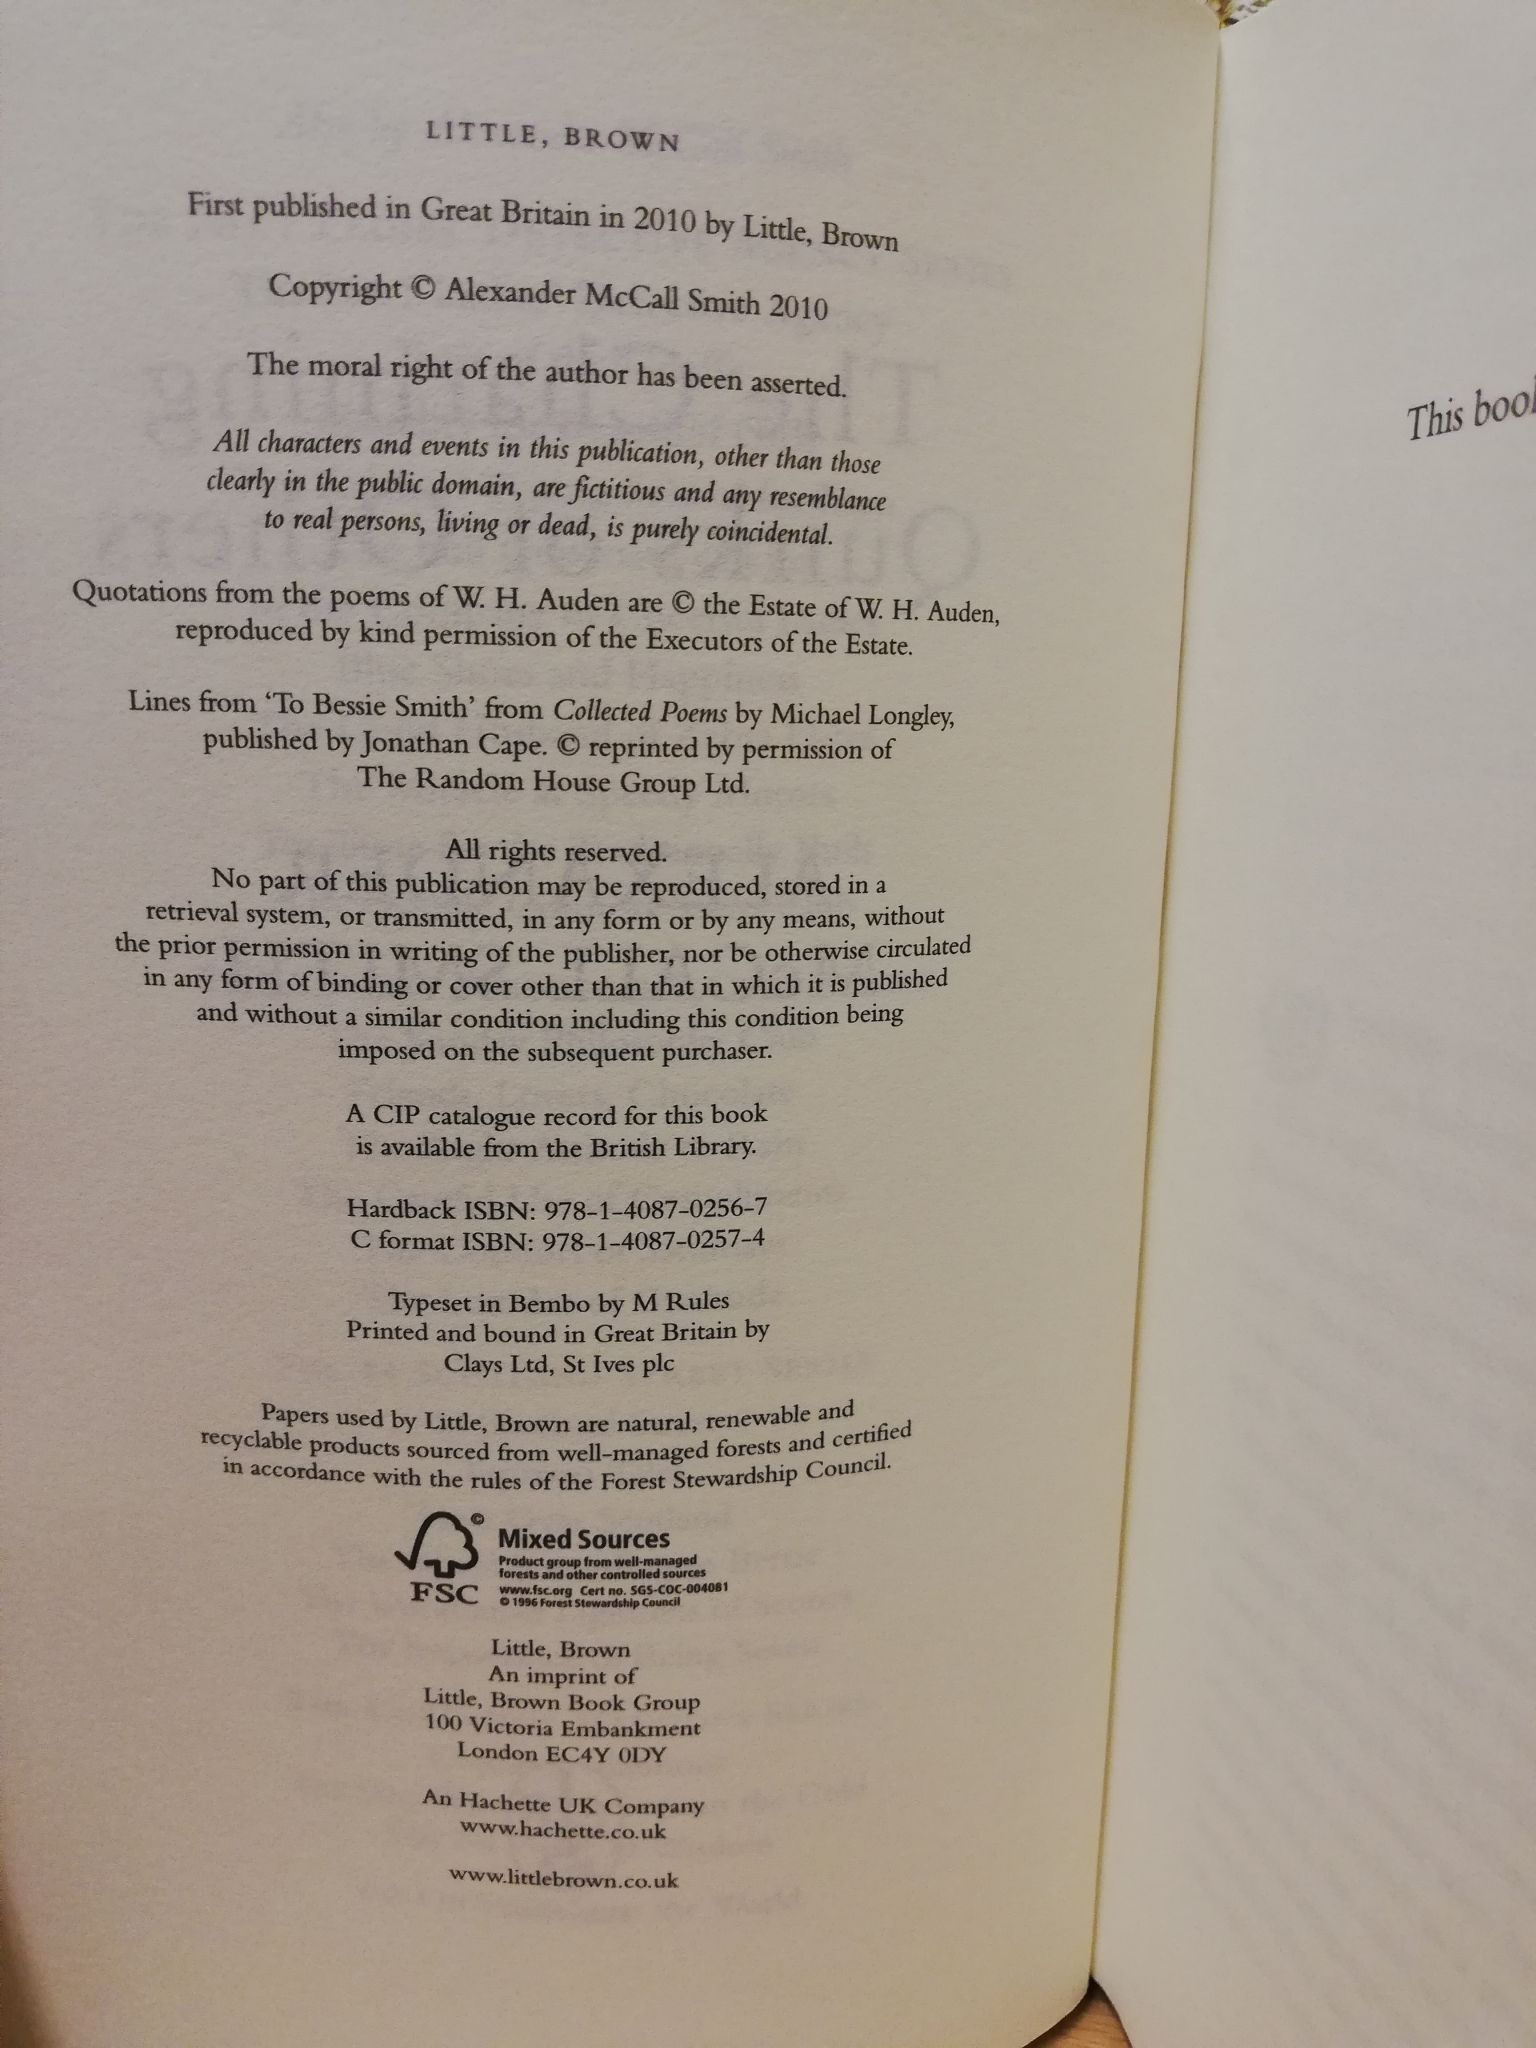 LITTLE, BROWN
First published in Great Britain in 2010 by Little, Brown
Copyright © Alexander McCall Smith 2010
The moral right of the author has been asserted.
All characters and events in this publication, other than those
clearly in the public domain, are fictitious and any resemblance
to real persons, living or dead, is purely coincidental.
Quotations from the poems of W. H. Auden are © the Estate of W. H. Auden,
reproduced by kind permission of the Executors of the Estate.
Lines from ‘To Bessie Smith’ from Collected Poems by Michael Longley,
published by Jonathan Cape. © reprinted by permission of
The Random House Group Ltd.
All rights reserved.
No part of this publication may be reproduced, stored in a
retrieval system, or transmitted, in any form or by any means, without
the prior permission in writing of the publisher, nor be otherwise circulated
in any form of binding or cover other than that in which it is published
and without a similar condition including this condition being
imposed on the subsequent purchaser.
A CIP catalogue record for this book
is available from the British Library.
Hardback ISBN: 978-1-4087-0256-7
C format ISBN: 978-1-4087-0257-4
Typeset in Bembo by M Rules
Printed and bound in Great Britain by
Clays Ltd, St Ives plc
Papers used by Little, Brown are natural, renewable and
recyclable products sourced from well-managed forests and certified
in accordance with the rules of the Forest Stewardship Council.
©
FSC
Mixed Sources
Product group from well-managed
forests and other controlled sources
www.fsc.org Cert no. SGS-COC-004081
© 1996 Forest Stewardship Council
Little, Brown
An imprint of
Little, Brown Book Group
100 Victoria Embankment
London EC4Y 0DY
An Hachette UK Company
www.hachette.co.uk
www.littlebrown.co.uk
This book